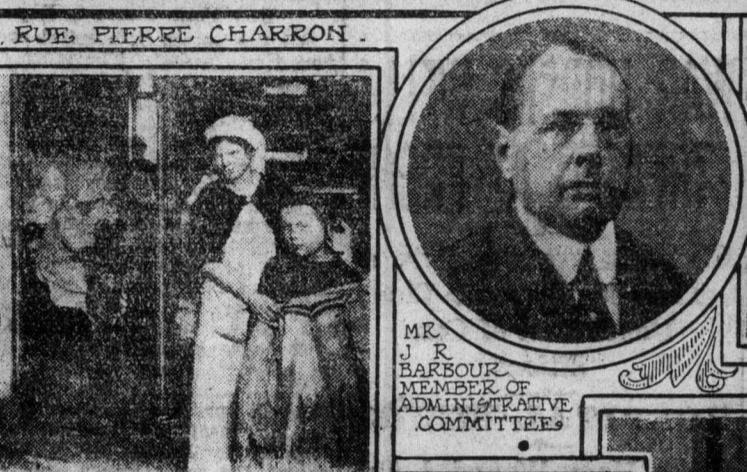 RUE PIERRE CHARRON.
MR
J R
BARBOUR
MEMBER OF
ADMINISTRATIVE
COMMITTEE